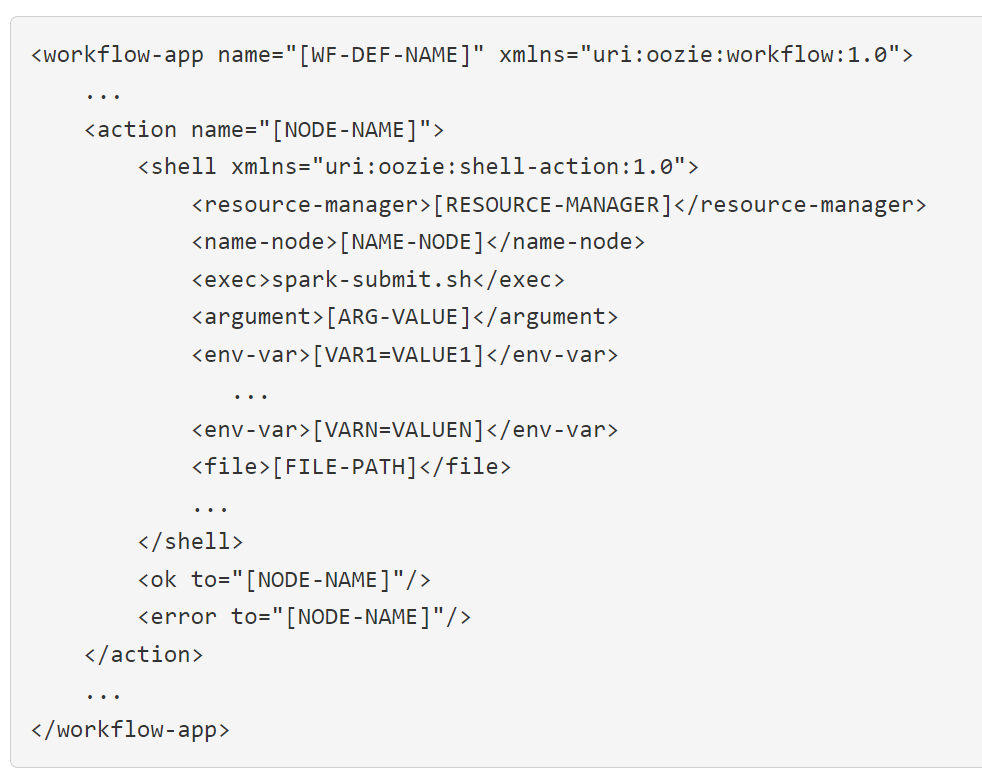 <workflow-app name="[WF-DEF-NAME]" xmlns="uri:oozie:workflow:1.0">
    ...
    <action name="[NODE-NAME]">
        <shell xmlns="uri:oozie:shell-action:1.0">
            <resource-manager>[RESOURCE-MANAGER]</resource-manager>
            <name-node>[NAME-NODE]</name-node>
            <exec>spark-submit.sh</exec>
            <argument>[ARG-VALUE]</argument>
            <env-var>[VAR1=VALUE1]</env-var>
               ...
            <env-var>[VARN=VALUEN]</env-var>
            <file>[FILE-PATH]</file>
            ...
        </shell>
        <ok to="[NODE-NAME]"/>
        <error to="[NODE-NAME]"/>
    </action>
    ...
</workflow-app>